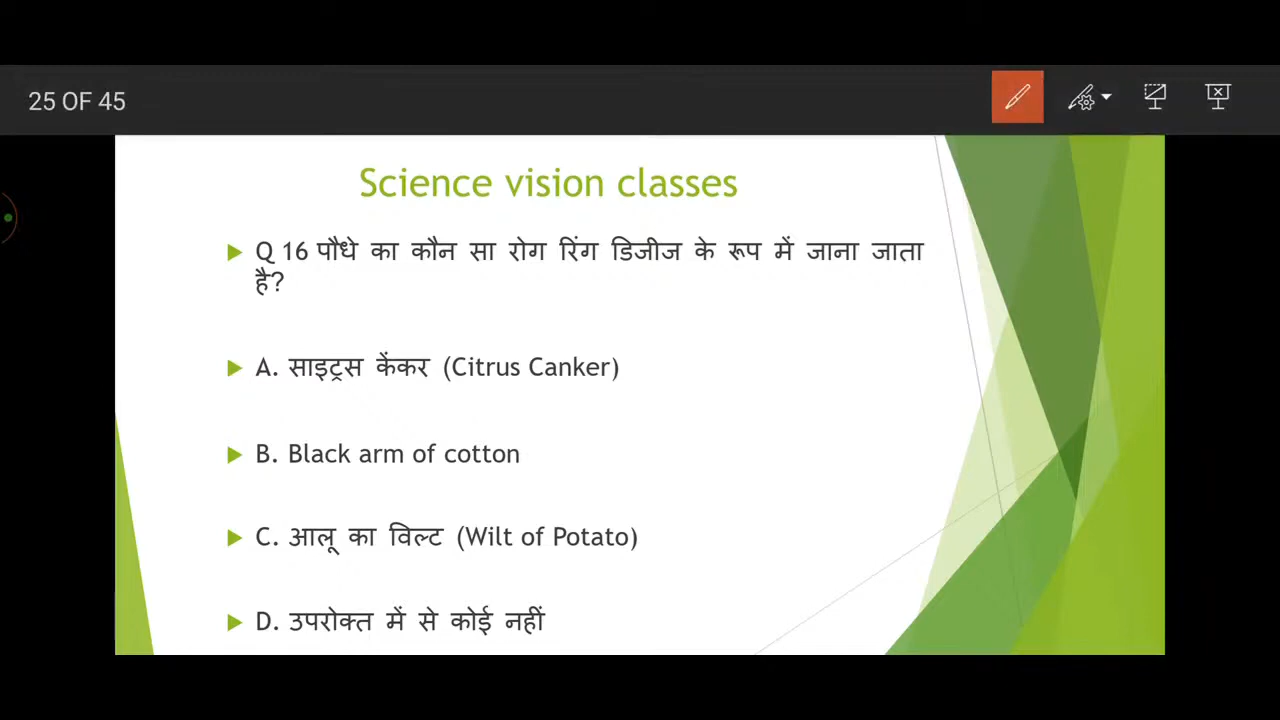 25 OF 45
Science vision classes
Q 16 पौधे का कौन सा रोग रिंग डिजीज के रूप में जाना जाता
है?
A. साइट्रस केंकर (Citrus Canker)
B. Black arm of cotton
C. आलू का विल्ट (Wilt of Potato)
D. उपरोक्त में से कोई नहीं